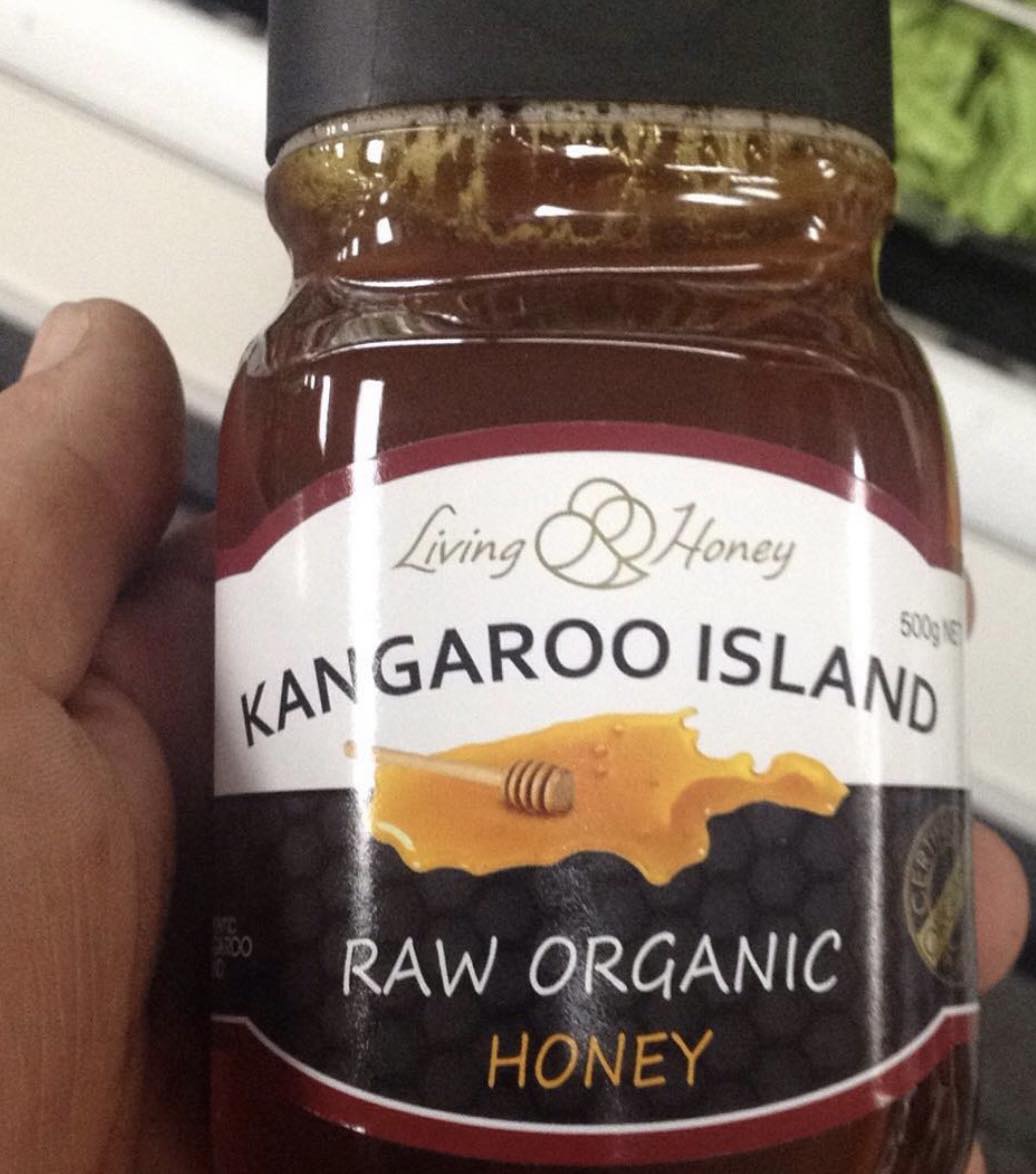 Living Honey
500g NET
KANGAROO ISLAND
RAW ORGANIC
HONEY